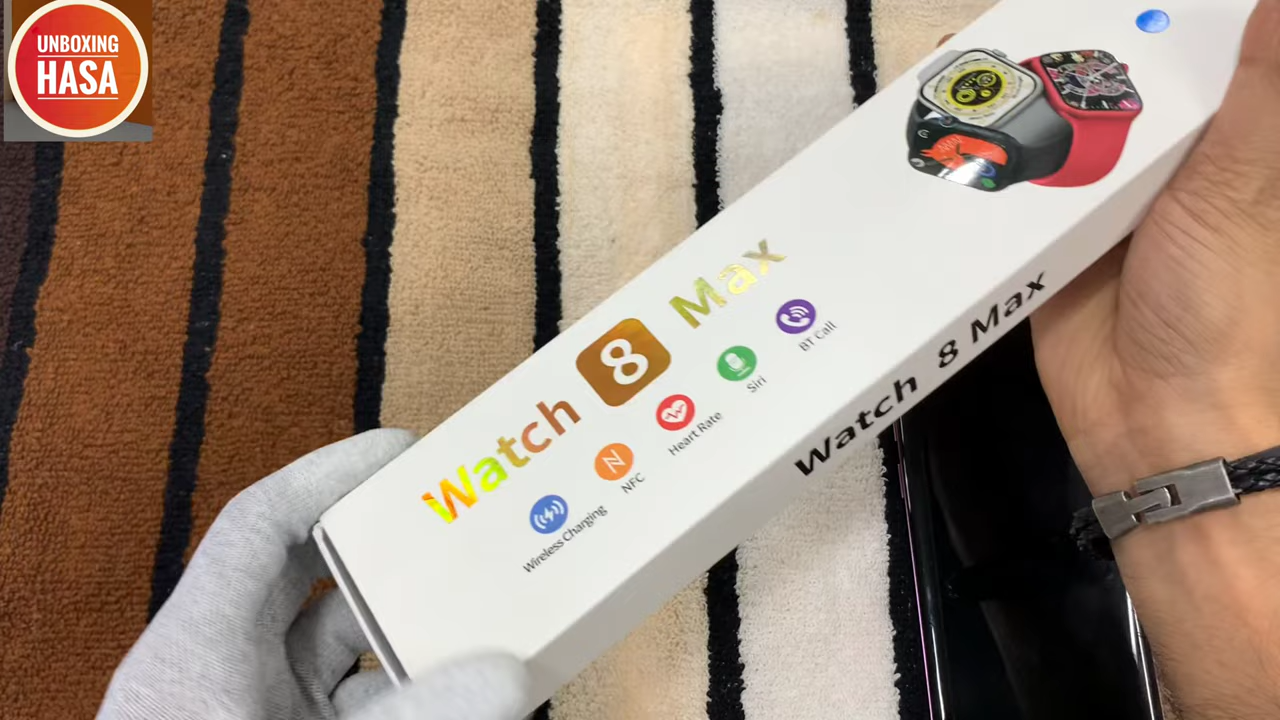 UNBOXING
HASA
Watch 8 Max
Wireless Charging
NFC
Heart Rate
Siri
BT Call
Watch 8 Max